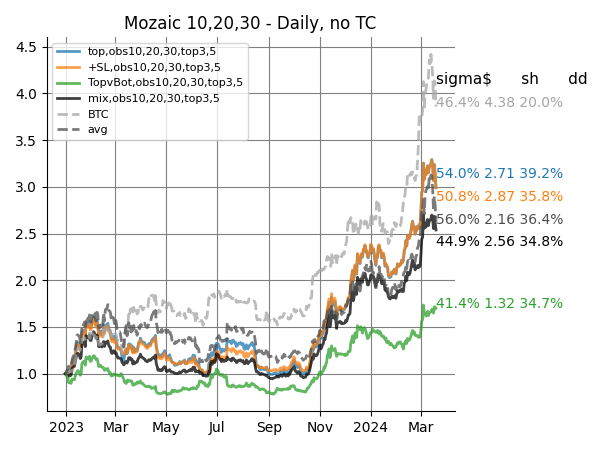 Mozaic 10,20,30 - Daily, no TC
top,obs10,20,30,top3,5
+SL,obs10,20,30,top3,5
TopvBot,obs10,20,30,top3,5
mix,obs10,20,30,top3,5
BTC
avg
sigma$ sh dd
46.4% 4.38 20.0%
54.0% 2.71 39.2%
50.8% 2.87 35.8%
56.0% 2.16 36.4%
44.9% 2.56 34.8%
41.4% 1.32 34.7%
4.5
4.0
3.5
3.0
2.5
2.0
1.5
1.0
2023 Mar May Jul Sep Nov 2024 Mar